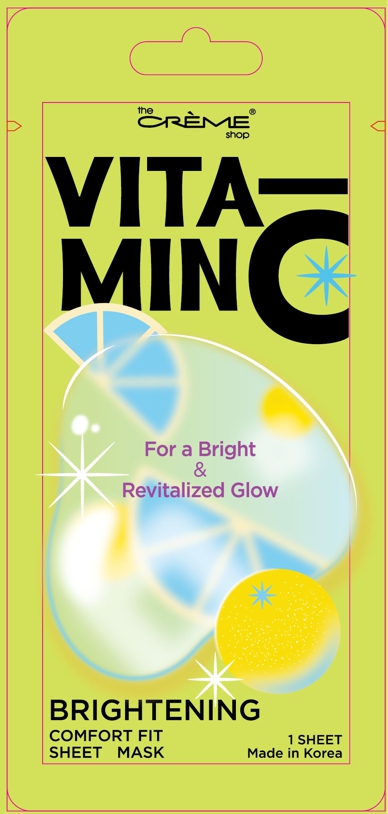 the
CRÈME®
shop
VITA–
MIN C
For a Bright
&
Revitalized Glow
BRIGHTENING
COMFORT FIT
SHEET MASK
1 SHEET
Made in Korea